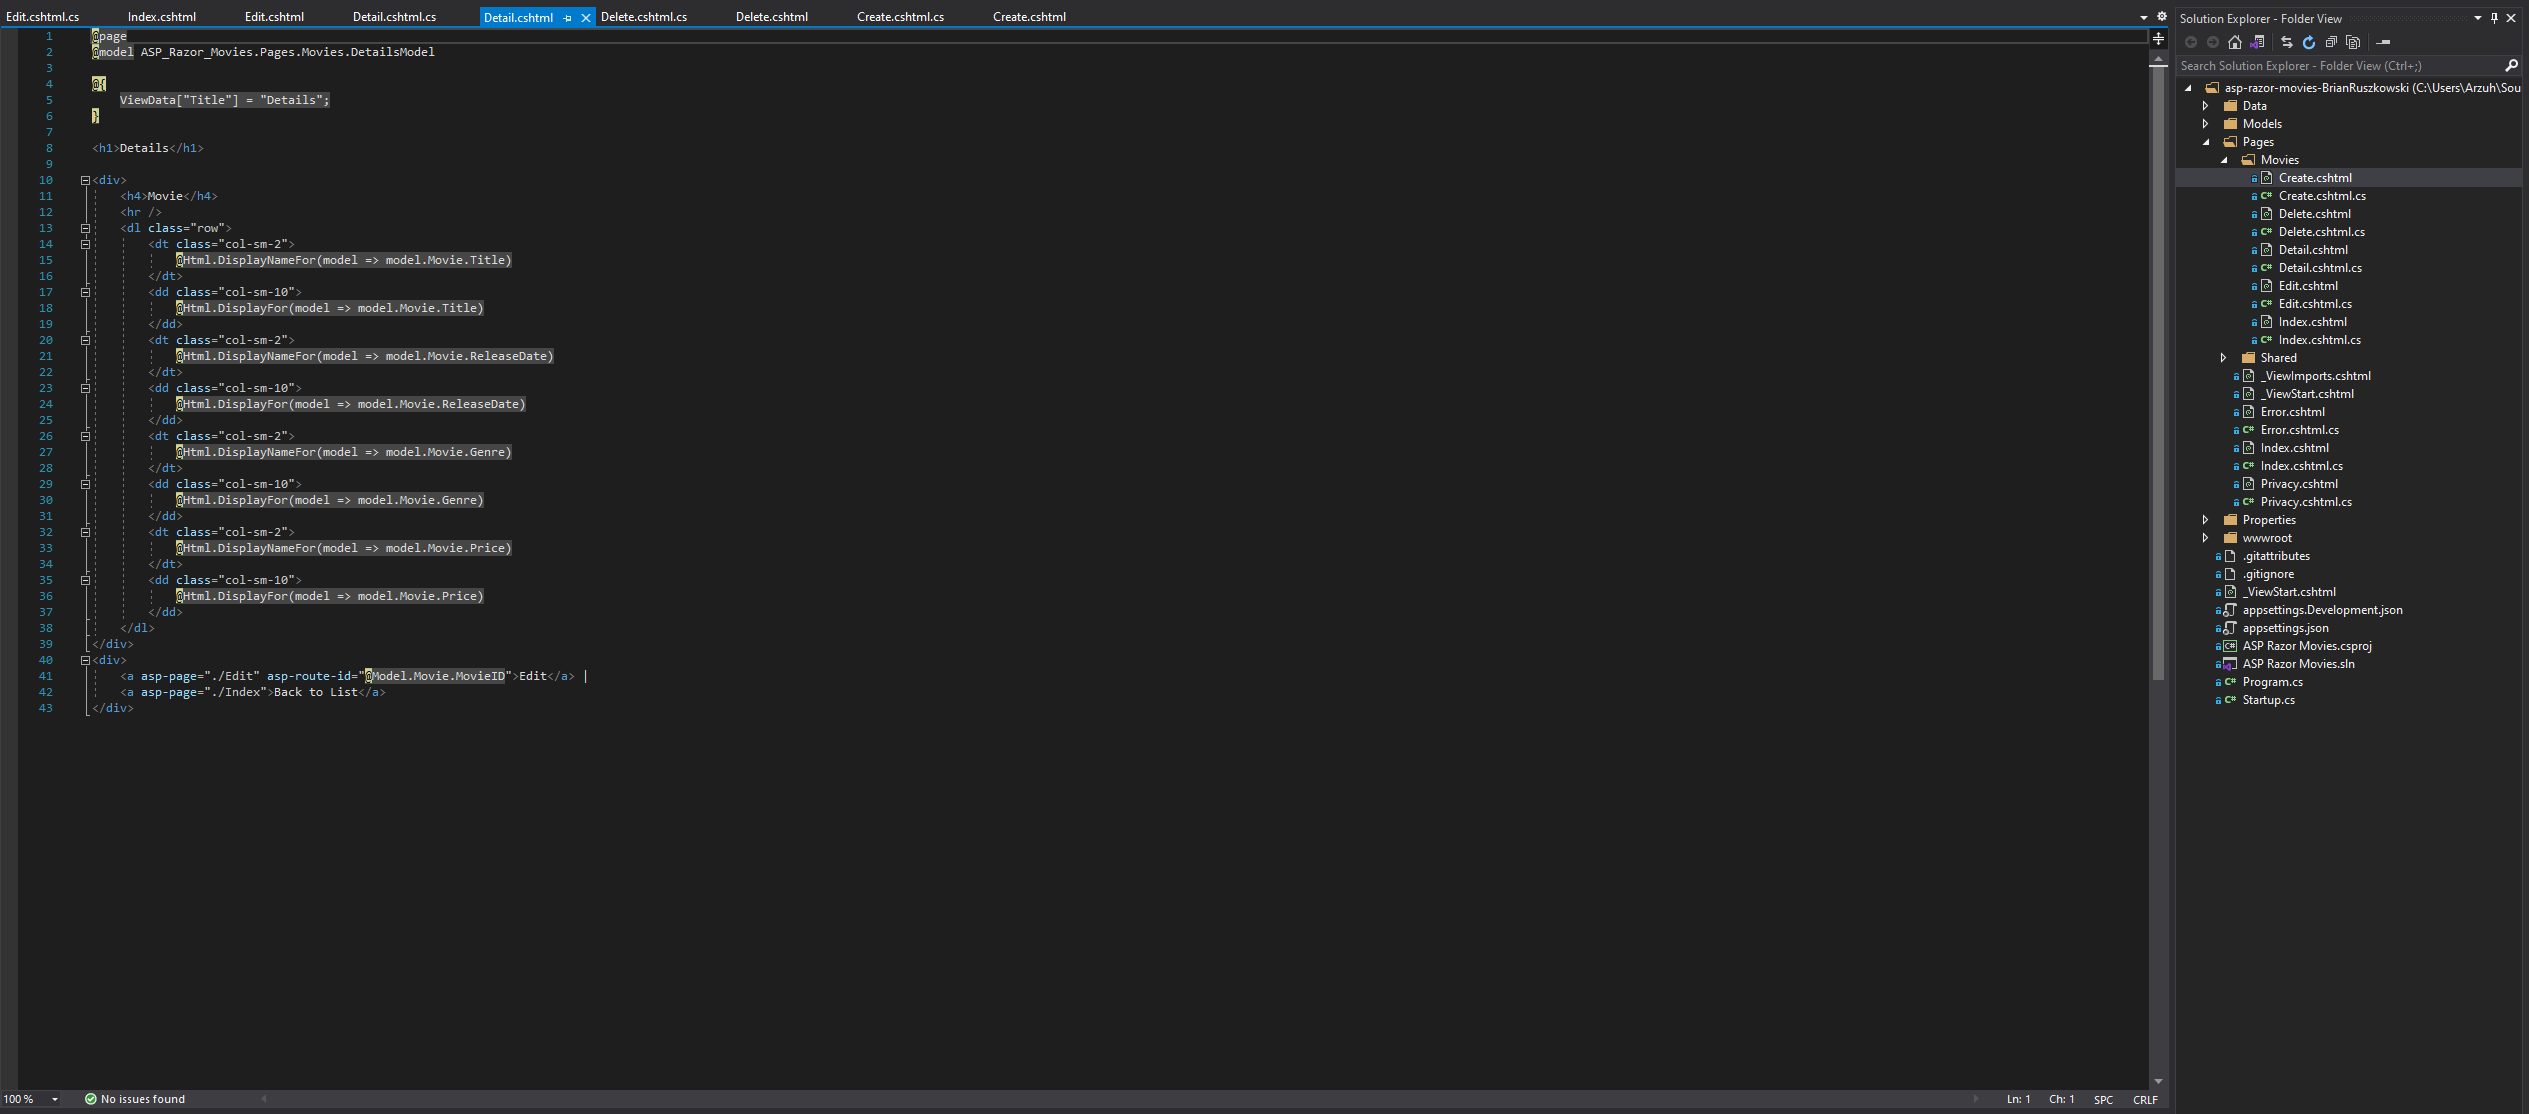 Edit.cshtml.cs Index.cshtml Edit.cshtml Detail.cshtml.cs Detail.cshtml Delete.cshtml.cs Delete.cshtml Create.cshtml.cs Create.cshtml
1 @page
2 @model ASP_Razor_Movies.Pages.Movies.DetailsModel
3
4 @{
5 ViewData["Title"] = "Details";
6 }
7
8 <h1>Details</h1>
9
10 <div>
11 <h4>Movie</h4>
12 <hr />
13 <dl class="row">
14 <dt class="col-sm-2">
15 @Html.DisplayNameFor(model => model.Movie.Title)
16 </dt>
17 <dd class="col-sm-10">
18 @Html.DisplayFor(model => model.Movie.Title)
19 </dd>
20 <dt class="col-sm-2">
21 @Html.DisplayNameFor(model => model.Movie.ReleaseDate)
22 </dt>
23 <dd class="col-sm-10">
24 @Html.DisplayFor(model => model.Movie.ReleaseDate)
25 </dd>
26 <dt class="col-sm-2">
27 @Html.DisplayNameFor(model => model.Movie.Genre)
28 </dt>
29 <dd class="col-sm-10">
30 @Html.DisplayFor(model => model.Movie.Genre)
31 </dd>
32 <dt class="col-sm-2">
33 @Html.DisplayNameFor(model => model.Movie.Price)
34 </dt>
35 <dd class="col-sm-10">
36 @Html.DisplayFor(model => model.Movie.Price)
37 </dd>
38 </dl>
39 </div>
40 <div>
41 <a asp-page="./Edit" asp-route-id="@Model.Movie.MovieID">Edit</a> |
42 <a asp-page="./Index">Back to List</a>
43 </div>
100 % No issues found Ln: 1 Ch: 1 SPC CRLF
Solution Explorer - Folder View
Search Solution Explorer - Folder View (Ctrl+;)
asp-razor-movies-BrianRuszkowski (C:\Users\Arzuh\Sou
Data
Models
Pages
Movies
Create.cshtml
C# Create.cshtml.cs
Delete.cshtml
C# Delete.cshtml.cs
Detail.cshtml
C# Detail.cshtml.cs
Edit.cshtml
C# Edit.cshtml.cs
Index.cshtml
C# Index.cshtml.cs
Shared
_ViewImports.cshtml
_ViewStart.cshtml
Error.cshtml
C# Error.cshtml.cs
Index.cshtml
C# Index.cshtml.cs
Privacy.cshtml
C# Privacy.cshtml.cs
Properties
wwwroot
.gitattributes
.gitignore
_ViewStart.cshtml
appsettings.Development.json
appsettings.json
C# ASP Razor Movies.csproj
ASP Razor Movies.sln
C# Program.cs
C# Startup.cs